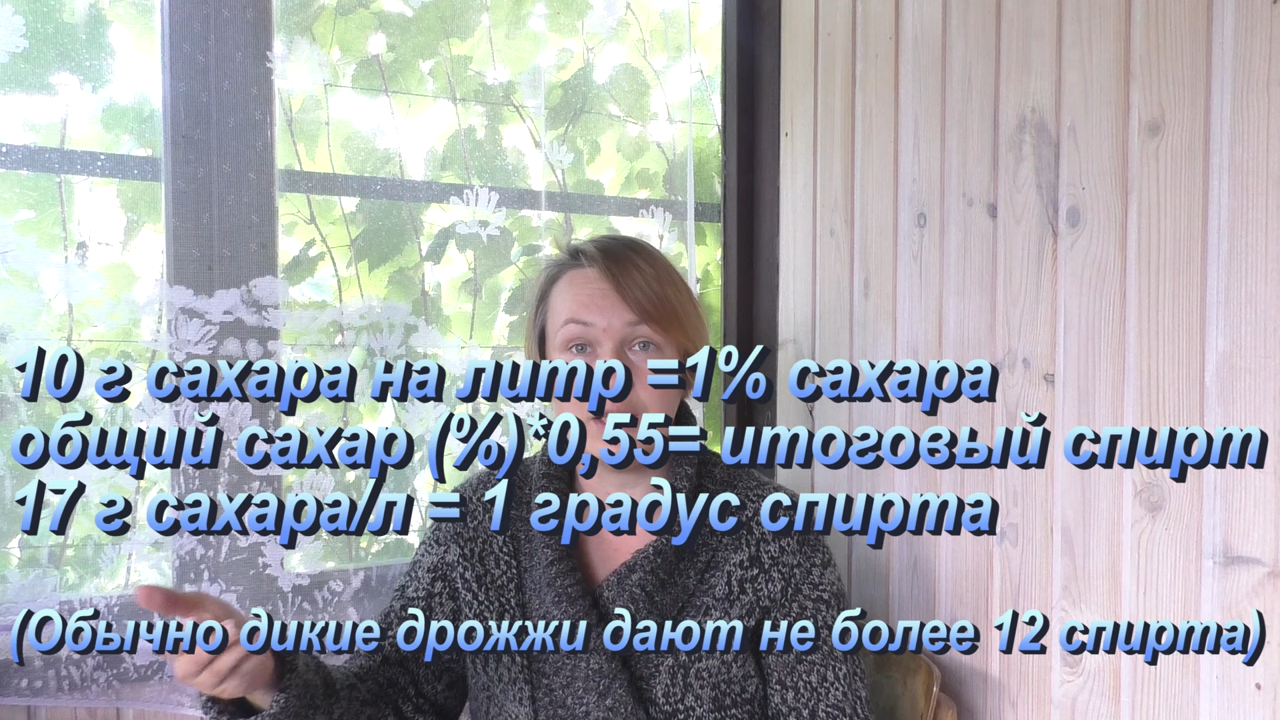 10 г сахара на литр =1% сахара
общий сахар (%)*0,55= итоговый спирт
17 г сахара/л = 1 градус спирта
(Обычно дикие дрожжи дают не более 12 спирта)